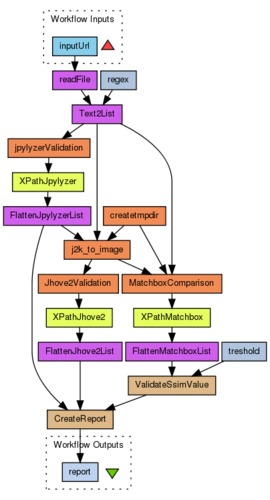 Workflow Inputs
inputUrl
readFile
regex
Text2List
jpylyzerValidation
XPathJpylyzer
FlattenJpylyzerList
createtmpdir
j2k_to_image
Jhove2Validation
MatchboxComparison
XPathJhove2
XPathMatchbox
FlattenJhove2List
FlattenMatchboxList
treshold
ValidateSsimValue
CreateReport
Workflow Outputs
report